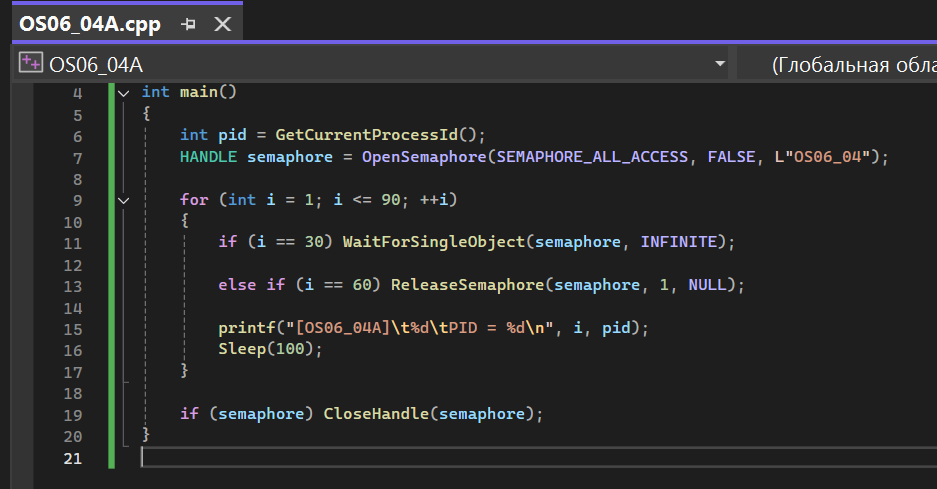 OS06_04A.cpp
OS06_04A (Глобальная обла
4 int main()
5 {
6 int pid = GetCurrentProcessId();
7 HANDLE semaphore = OpenSemaphore(SEMAPHORE_ALL_ACCESS, FALSE, L"OS06_04");
8
9 for (int i = 1; i <= 90; ++i)
10 {
11 if (i == 30) WaitForSingleObject(semaphore, INFINITE);
12
13 else if (i == 60) ReleaseSemaphore(semaphore, 1, NULL);
14
15 printf("[OS06_04A]\t%d\tPID = %d\n", i, pid);
16 Sleep(100);
17 }
18
19 if (semaphore) CloseHandle(semaphore);
20 }
21